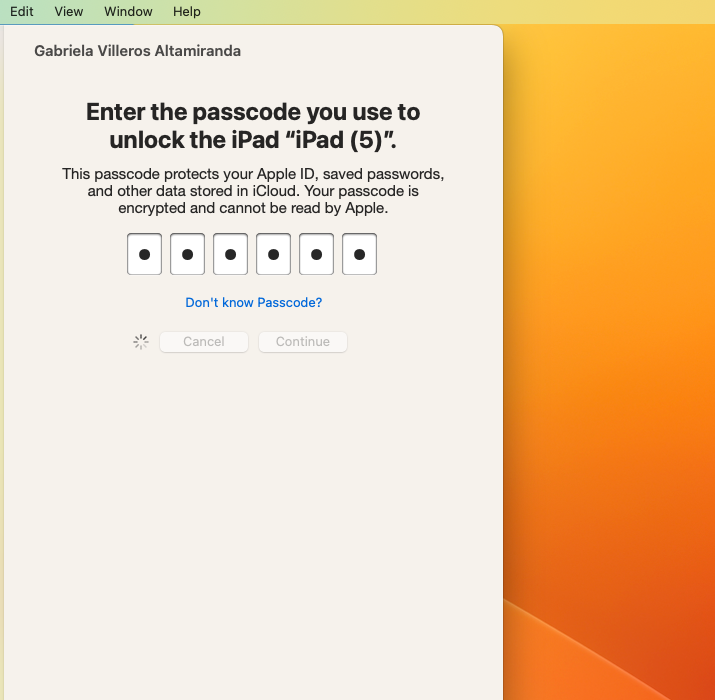 Edit View Window Help
Gabriela Villeros Altamiranda
Enter the passcode you use to
unlock the iPad “iPad (5)”.
This passcode protects your Apple ID, saved passwords,
and other data stored in iCloud. Your passcode is
encrypted and cannot be read by Apple.
Don't know Passcode?
Cancel Continue